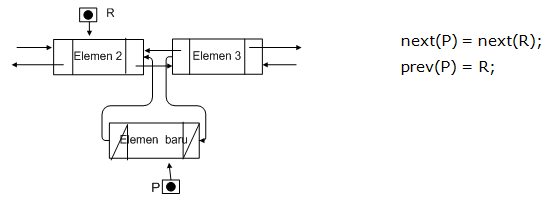 R
Elemen 2
Elemen 3
Elemen baru
P
next(P) = next(R);
prev(P) = R;